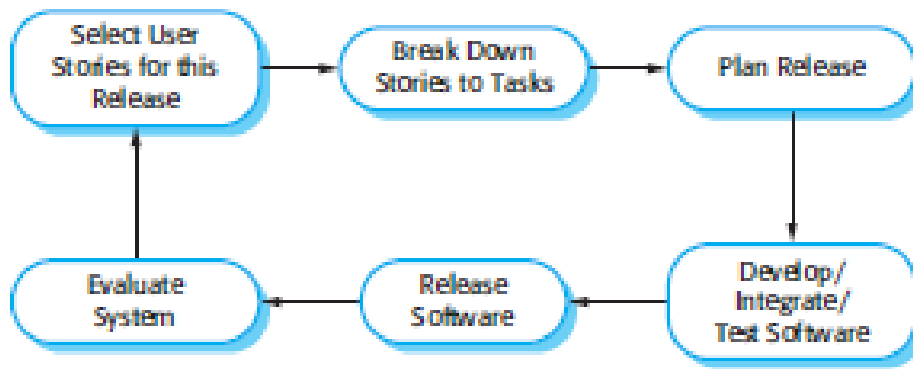 Select User
Stories for this
Release
Break Down
Stories to Tasks
Plan Release
Evaluate
System
Release
Software
Develop/
Integrate/
Test Software